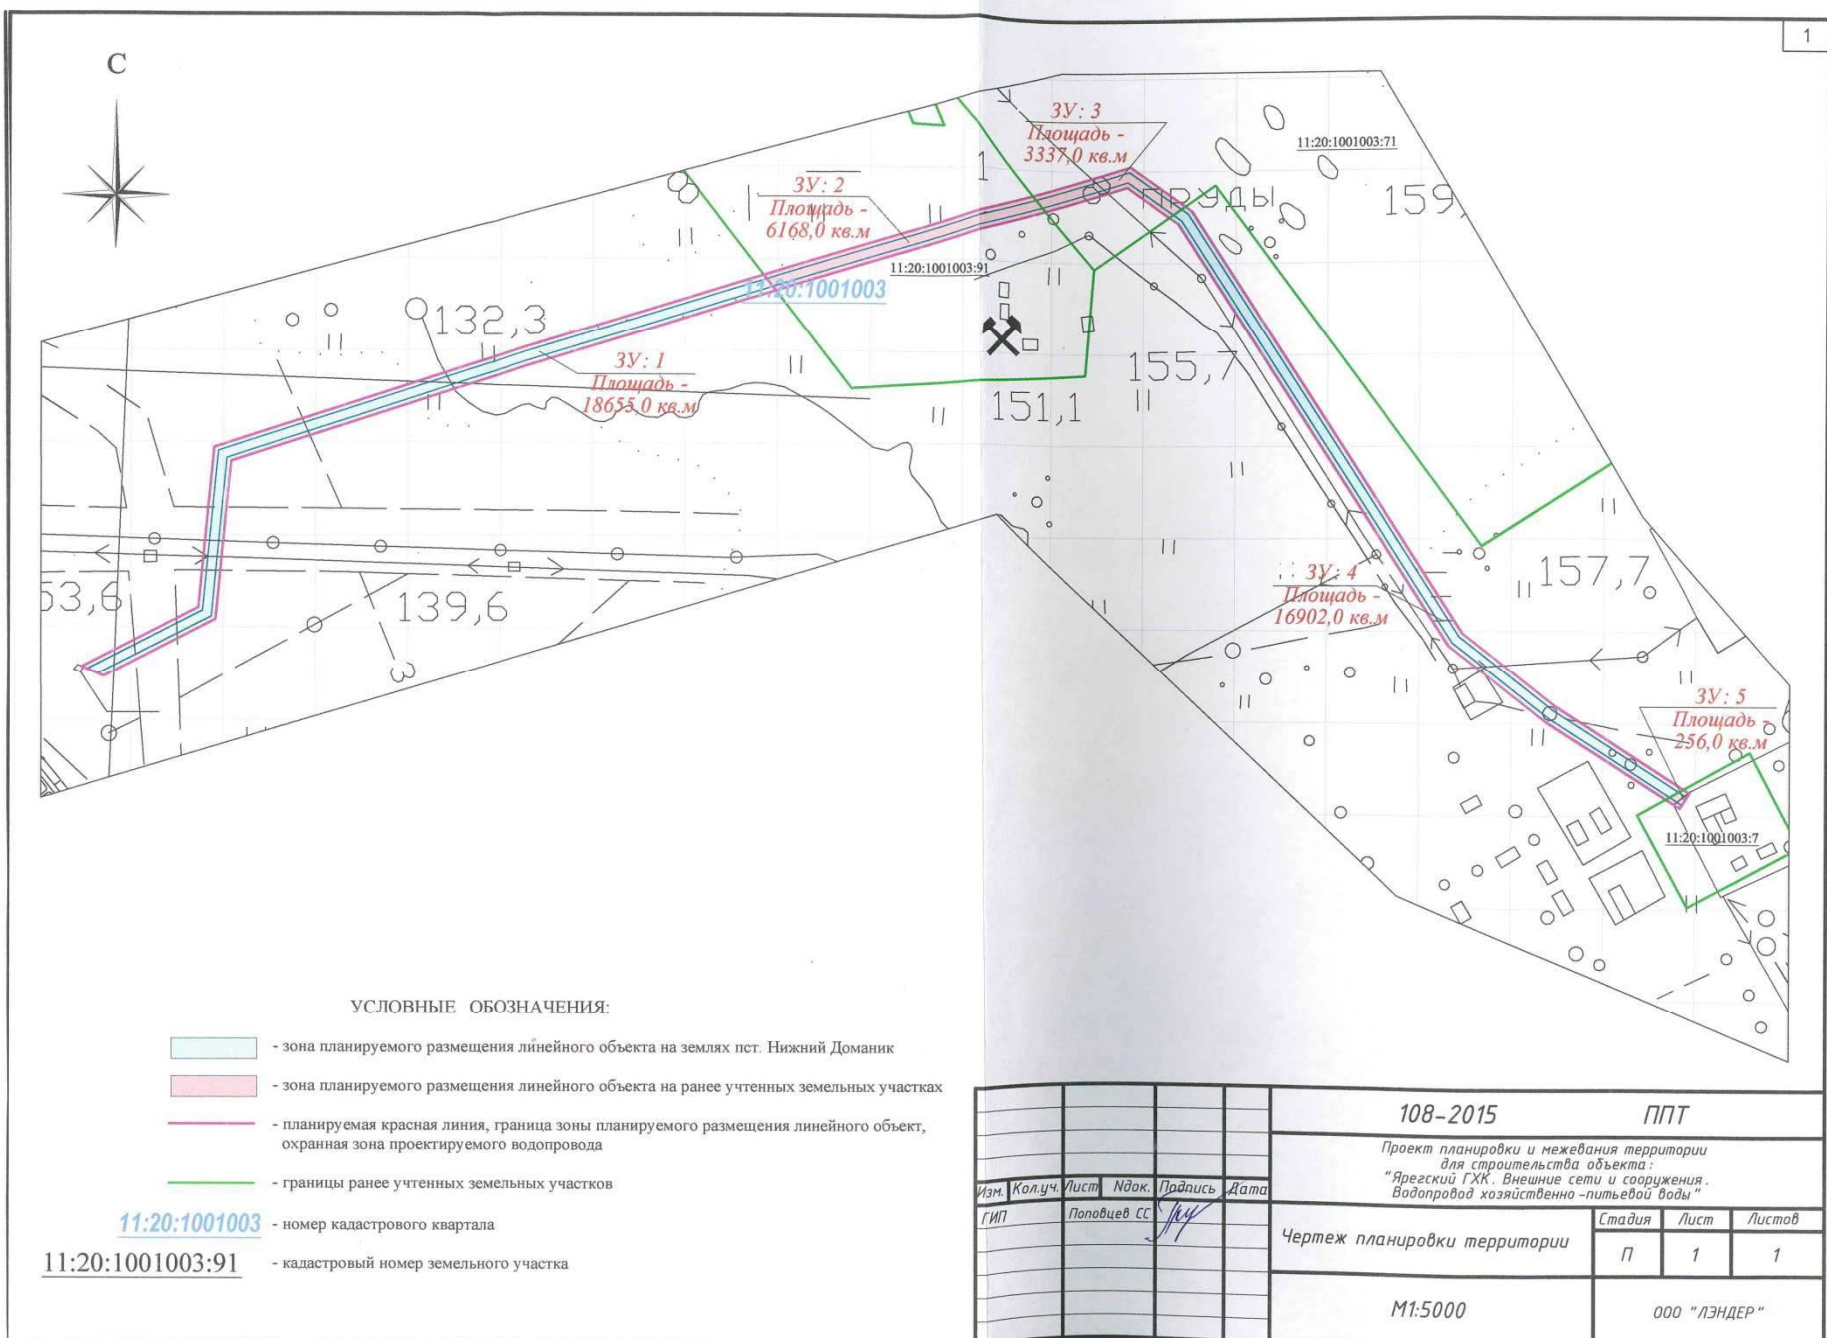 1
С
ЗУ: 3
Площадь -
3337,0 кв.м
11:20:1001003:71
1
ЗУ: 2
Площадь -
6168,0 кв.м
ПРУДЫ
159,
11:20:1001003:91
11:20:1001003
132,3
ЗУ: 1
Площадь -
18655,0 кв.м
155,7
151,1
53,6
139,6
3
ЗУ: 4
Площадь -
16902,0 кв.м
157,7
ЗУ: 5
Площадь -
256,0 кв.м
11:20:1001003:7
УСЛОВНЫЕ ОБОЗНАЧЕНИЯ:
- зона планируемого размещения линейного объекта на землях пст. Нижний Доманик
- зона планируемого размещения линейного объекта на ранее учтенных земельных участках
- планируемая красная линия, граница зоны планируемого размещения линейного объект,
охранная зона проектируемого водопровода
- границы ранее учтенных земельных участков
11:20:1001003 - номер кадастрового квартала
11:20:1001003:91 - кадастровый номер земельного участка
108-2015 ППТ
Проект планировки и межевания территории
для строительства объекта:
"Ярегский ГХК. Внешние сети и сооружения.
Водопровод хозяйственно-питьевой воды"
Изм. Кол.уч. Лист Nдок. Подпись Дата
ГИП Поповцев СС
Чертеж планировки территории
Стадия Лист Листов
П 1 1
М1:5000
ООО "ЛЭНДЕР"